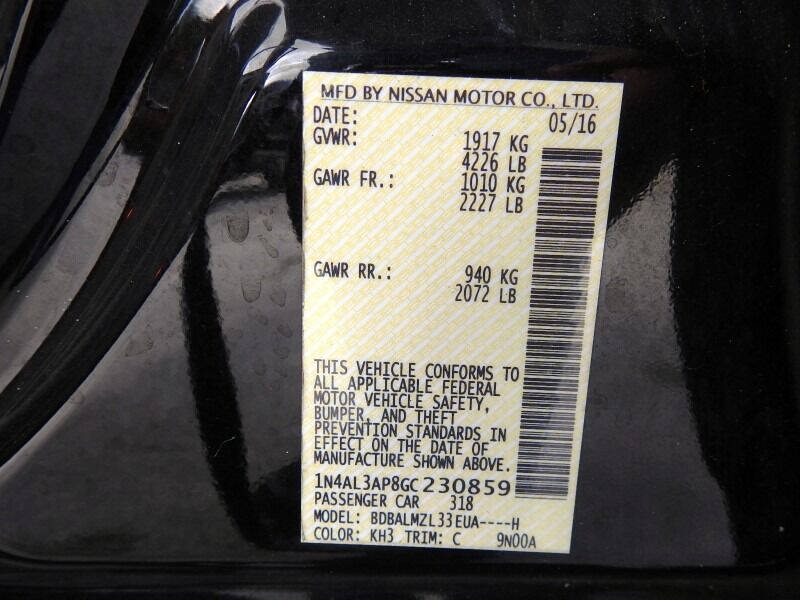 MFD BY NISSAN MOTOR CO., LTD.
DATE: 05/16
GVWR: 1917 KG
4226 LB
GAWR FR.: 1010 KG
2227 LB
GAWR RR.: 940 KG
2072 LB
THIS VEHICLE CONFORMS TO
ALL APPLICABLE FEDERAL
MOTOR VEHICLE SAFETY,
BUMPER, AND THEFT
PREVENTION STANDARDS IN
EFFECT ON THE DATE OF
MANUFACTURE SHOWN ABOVE.
1N4AL3AP8GC230859
PASSENGER CAR 318
MODEL: BDBALMZL33EUA----H
COLOR: KH3 TRIM: C 9N00A